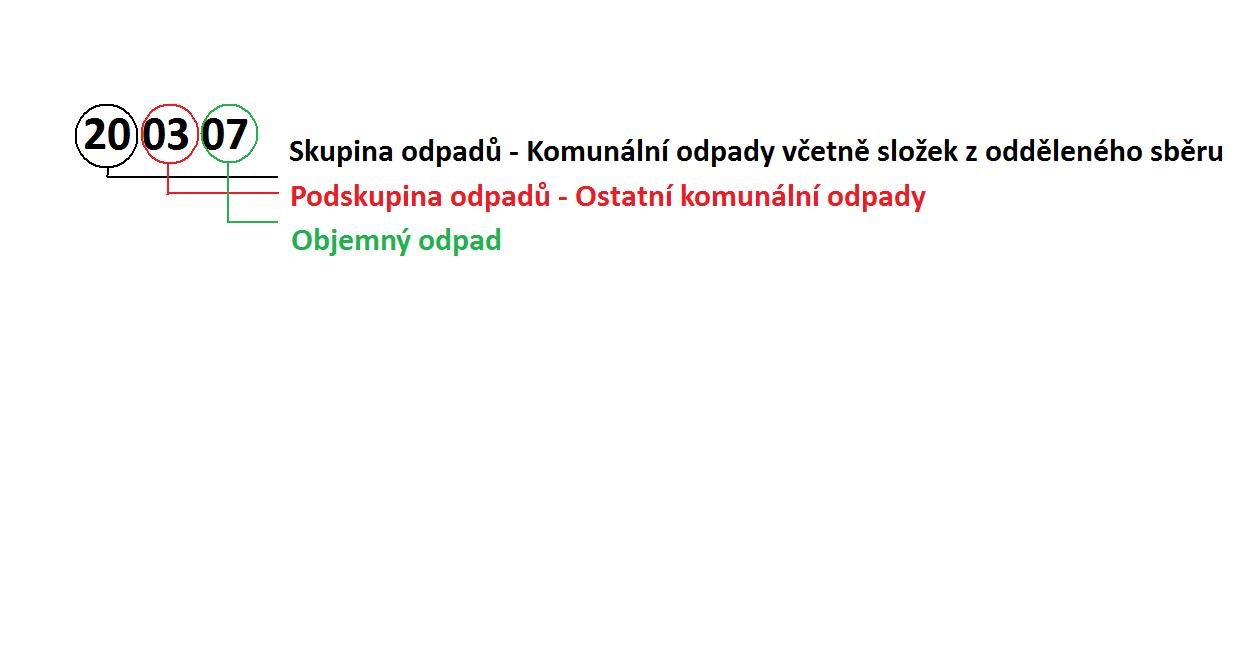 20 03 07
Skupina odpadů - Komunální odpady včetně složek z odděleného sběru
Podskupina odpadů - Ostatní komunální odpady
Objemný odpad